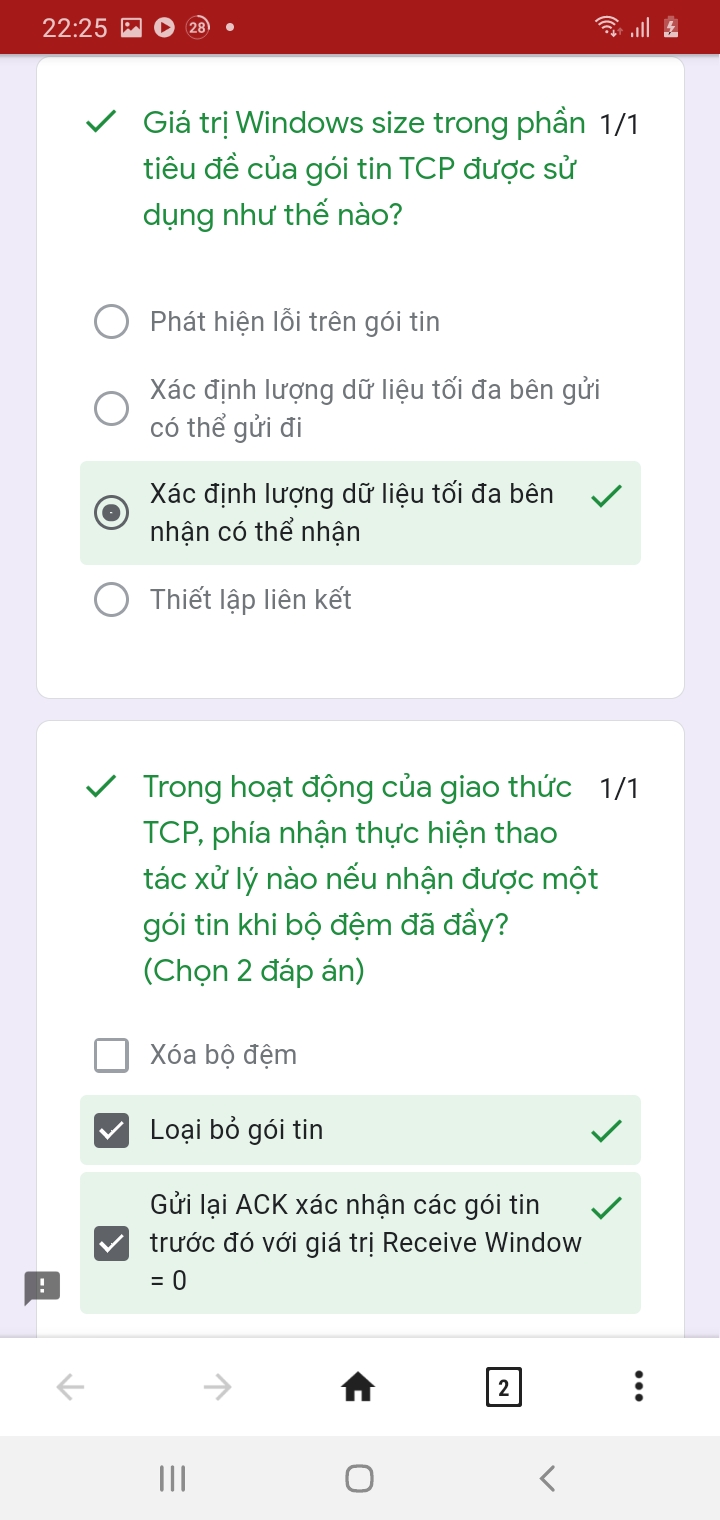 22:25
28
Giá trị Windows size trong phần 1/1
tiêu đề của gói tin TCP được sử
dụng như thế nào?
Phát hiện lỗi trên gói tin
Xác định lượng dữ liệu tối đa bên gửi
có thể gửi đi
Xác định lượng dữ liệu tối đa bên
nhận có thể nhận
Thiết lập liên kết
Trong hoạt động của giao thức 1/1
TCP, phía nhận thực hiện thao
tác xử lý nào nếu nhận được một
gói tin khi bộ đệm đã đầy?
(Chọn 2 đáp án)
Xóa bộ đệm
Loại bỏ gói tin
Gửi lại ACK xác nhận các gói tin
trước đó với giá trị Receive Window
= 0
2